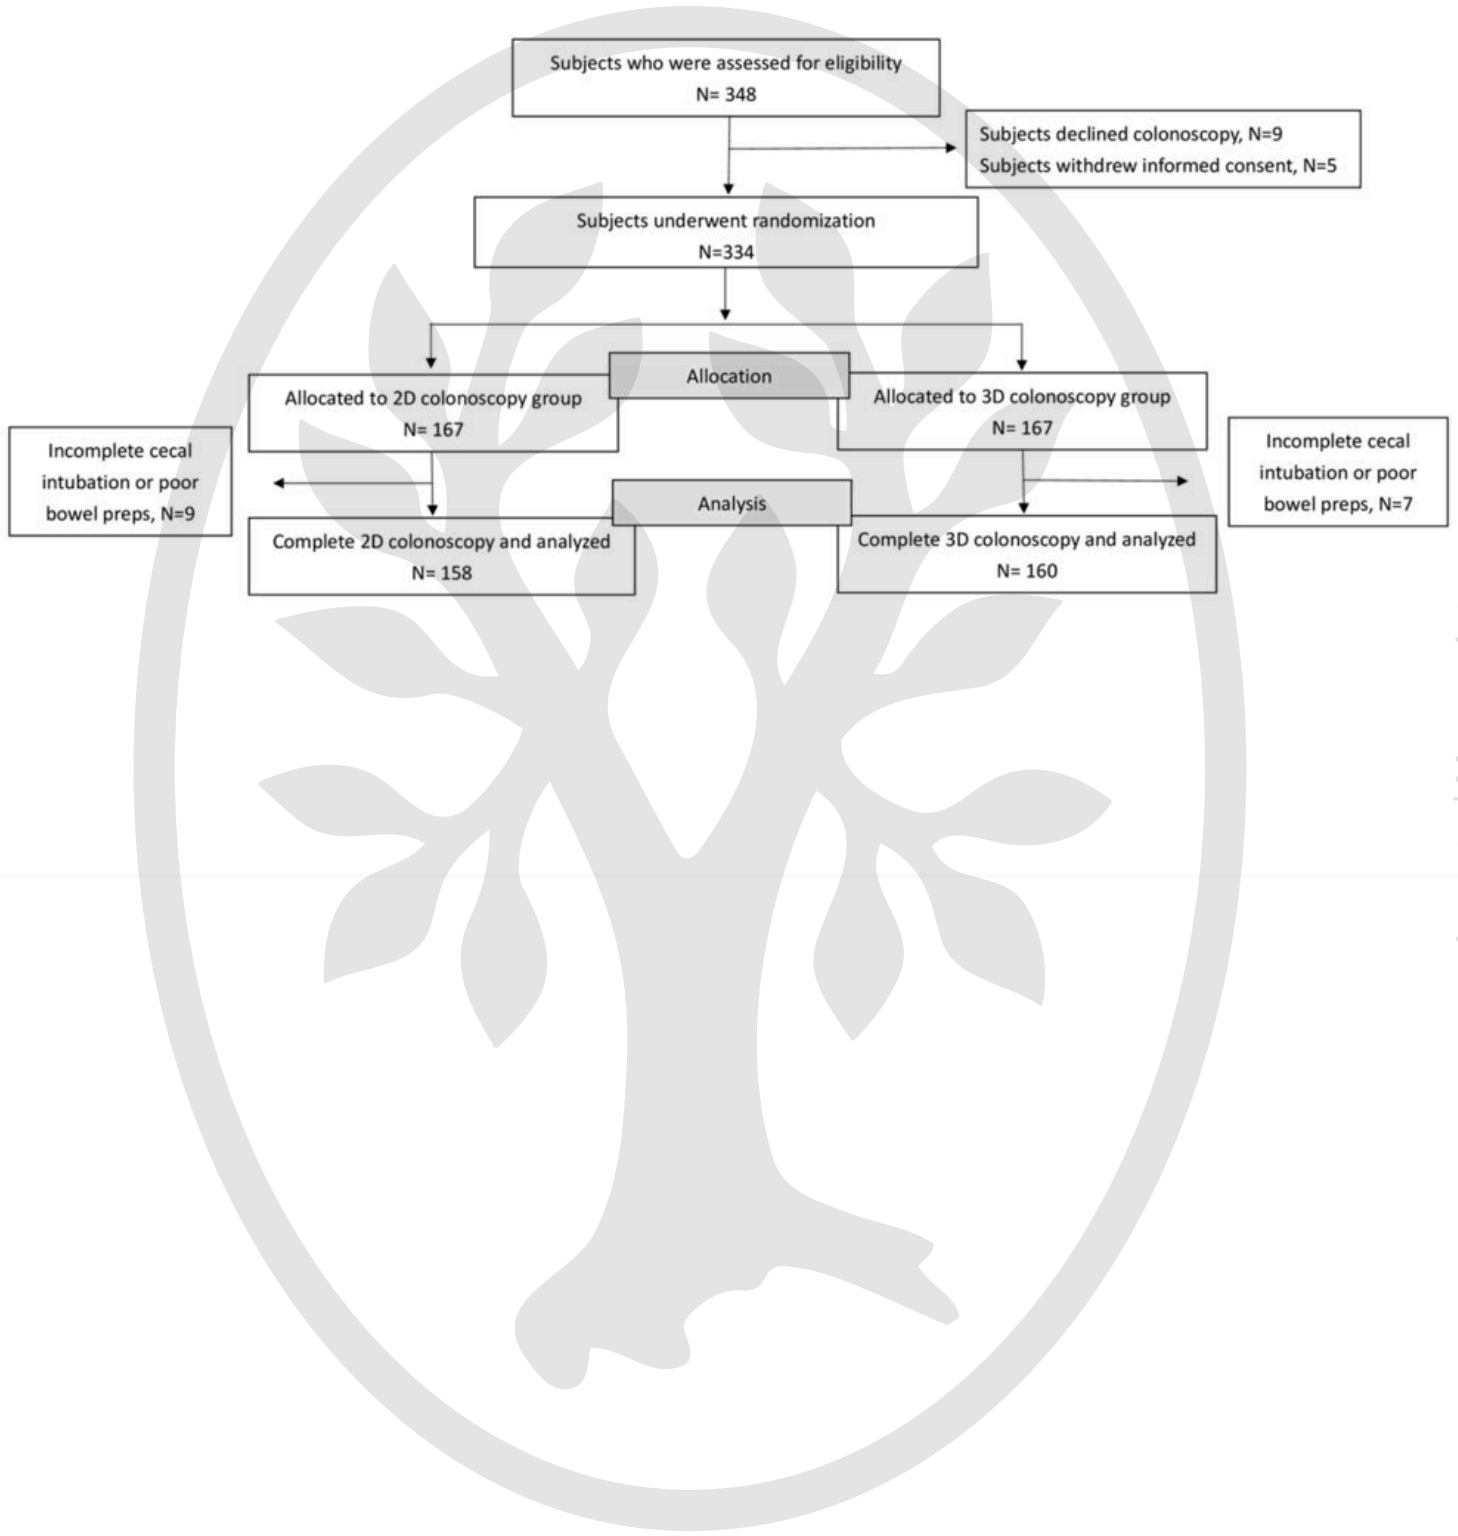 Subjects who were assessed for eligibility
N= 348
Subjects declined colonoscopy, N=9
Subjects withdrew informed consent, N=5
Subjects underwent randomization
N=334
Allocation
Allocated to 2D colonoscopy group
N= 167
Allocated to 3D colonoscopy group
N= 167
Incomplete cecal
intubation or poor
bowel preps, N=9
Incomplete cecal
intubation or poor
bowel preps, N=7
Analysis
Complete 2D colonoscopy and analyzed
N= 158
Complete 3D colonoscopy and analyzed
N= 160